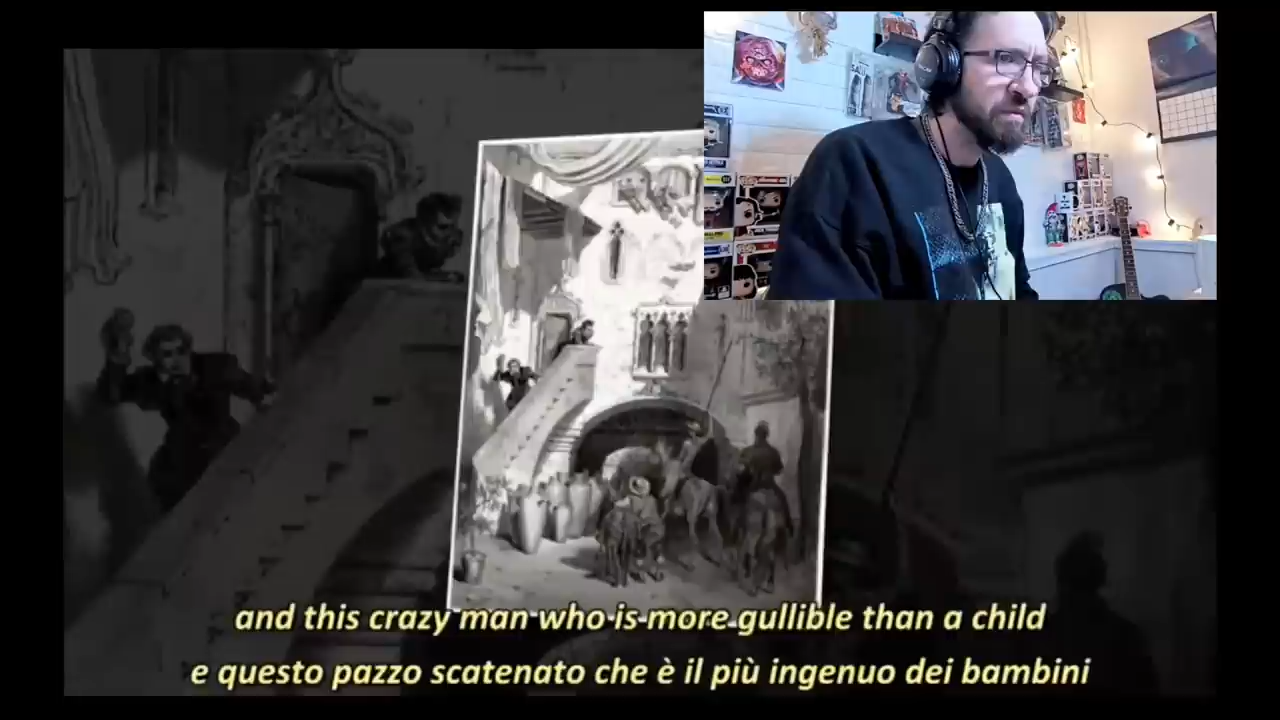 and this crazy man who is more gullible than a child
e questo pazzo scatenato che è il più ingenuo dei bambini